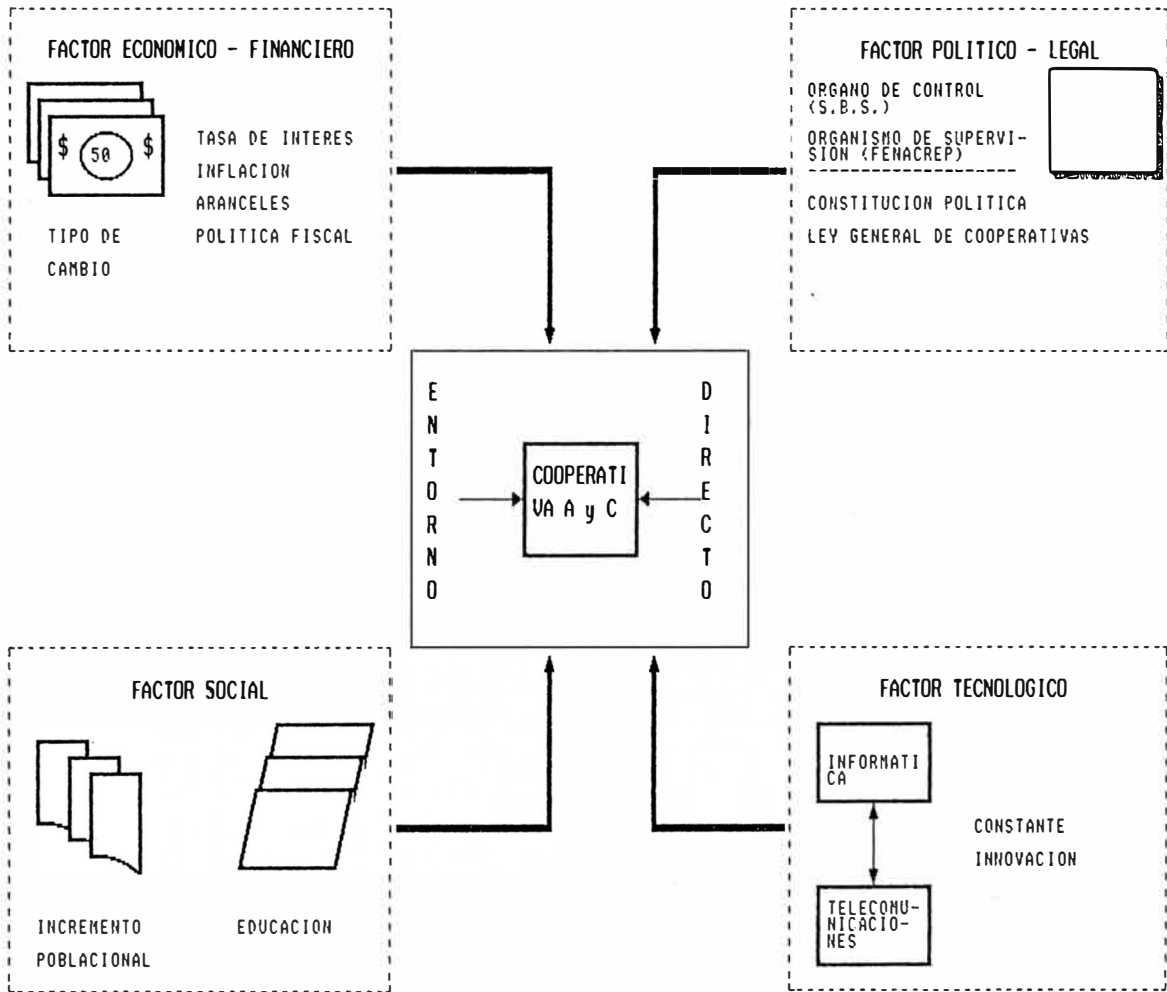 FACTOR ECONOMICO - FINANCIERO
$ 50 $
TASA DE INTERES
INFLACION
ARANCELES
POLITICA FISCAL
TIPO DE
CAMBIO
FACTOR POLITICO - LEGAL
ORGANO DE CONTROL
(S.B.S.)
ORGANISMO DE SUPERVI-
SION (FENACREP)
CONSTITUCION POLITICA
LEY GENERAL DE COOPERATIVAS
ENTORNO
DIRECTO
COOPERATI
VA A y C
FACTOR SOCIAL
INCREMENTO
POBLACIONAL
EDUCACION
FACTOR TECNOLOGICO
INFORMATI
CA
CONSTANTE
INNOVACION
TELECOMU-
NICACIO-
NES